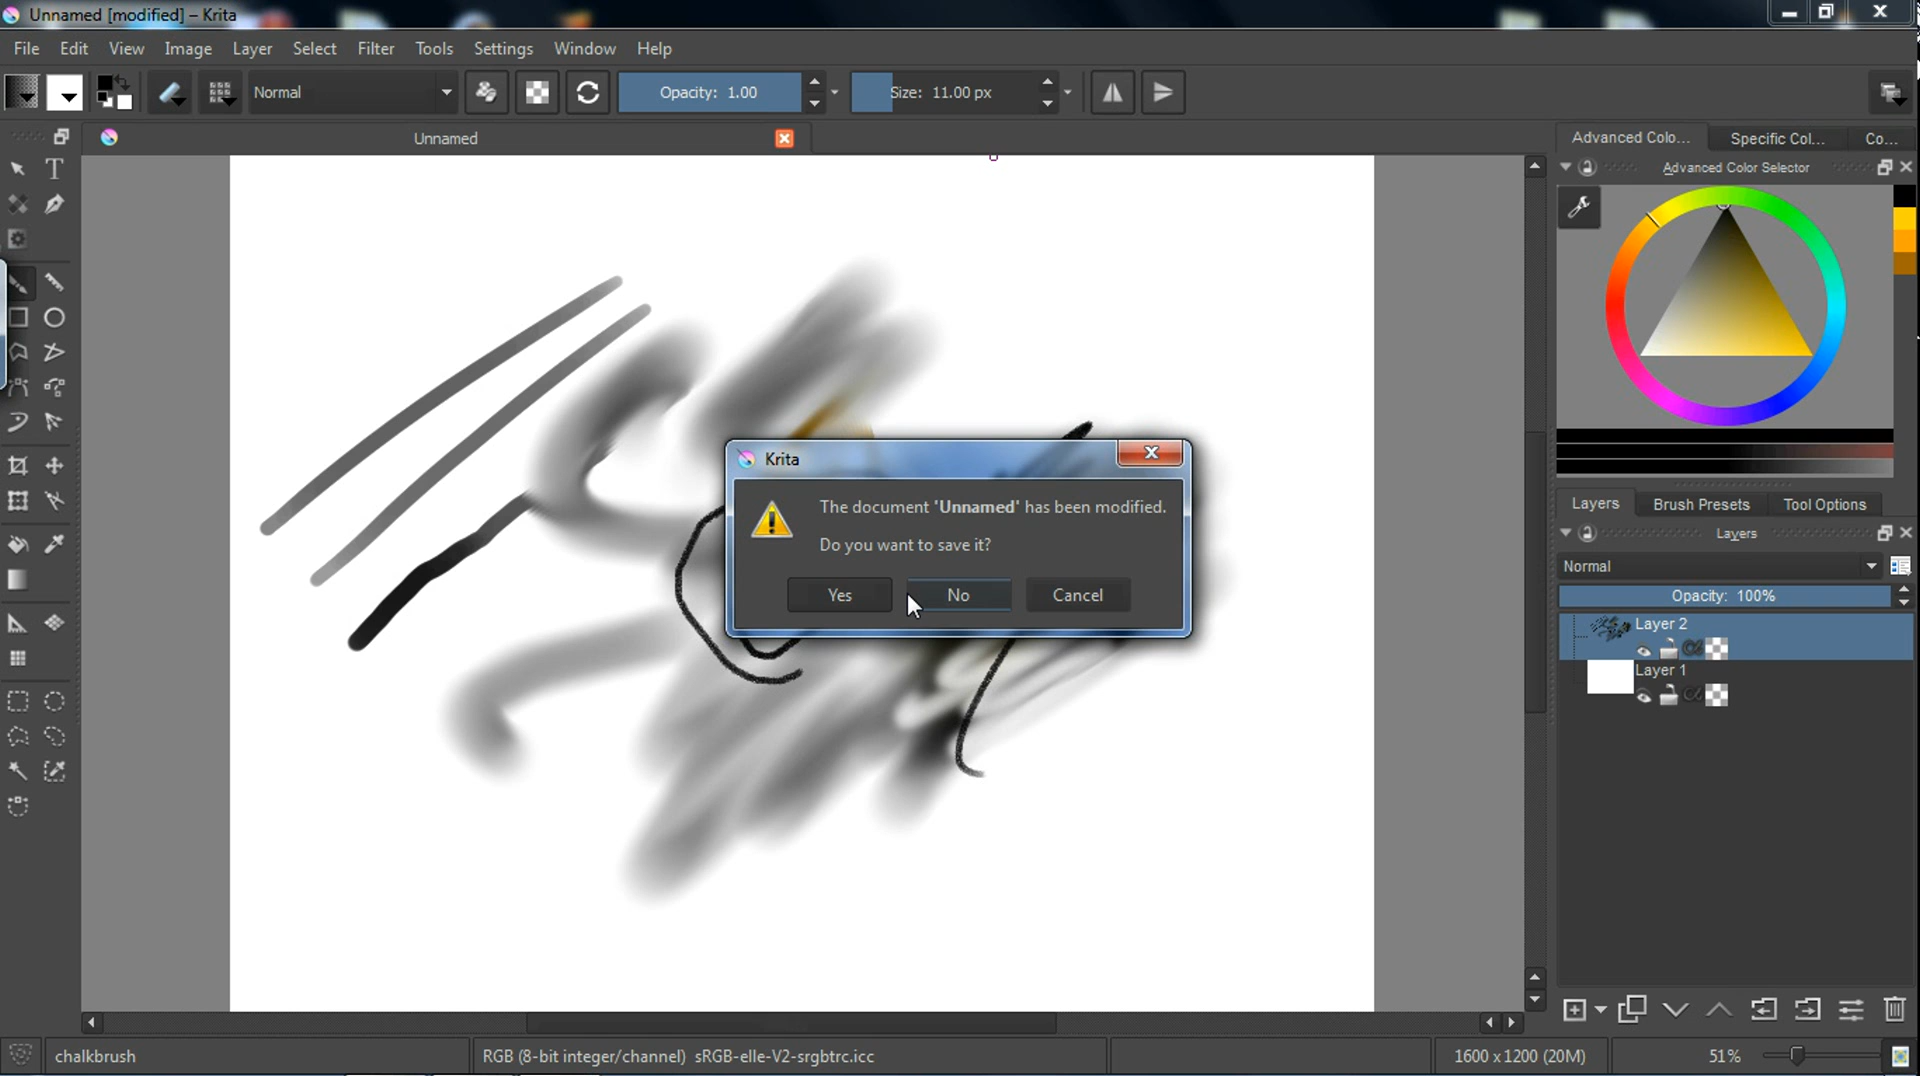 Unnamed [modified] – Krita
File Edit View Image Layer Select Filter Tools Settings Window Help
Normal Opacity: 1.00 Size: 11.00 px
Unnamed
Advanced Colo... Specific Col... Co...
Advanced Color Selector
T
Krita
The document 'Unnamed' has been modified.
Do you want to save it?
Yes No Cancel
Layers Brush Presets Tool Options
Layers
Normal
Opacity: 100%
Layer 2
Layer 1
chalkbrush RGB (8-bit integer/channel) sRGB-elle-V2-srgbtrc.icc 1600 x 1200 (20M) 51%